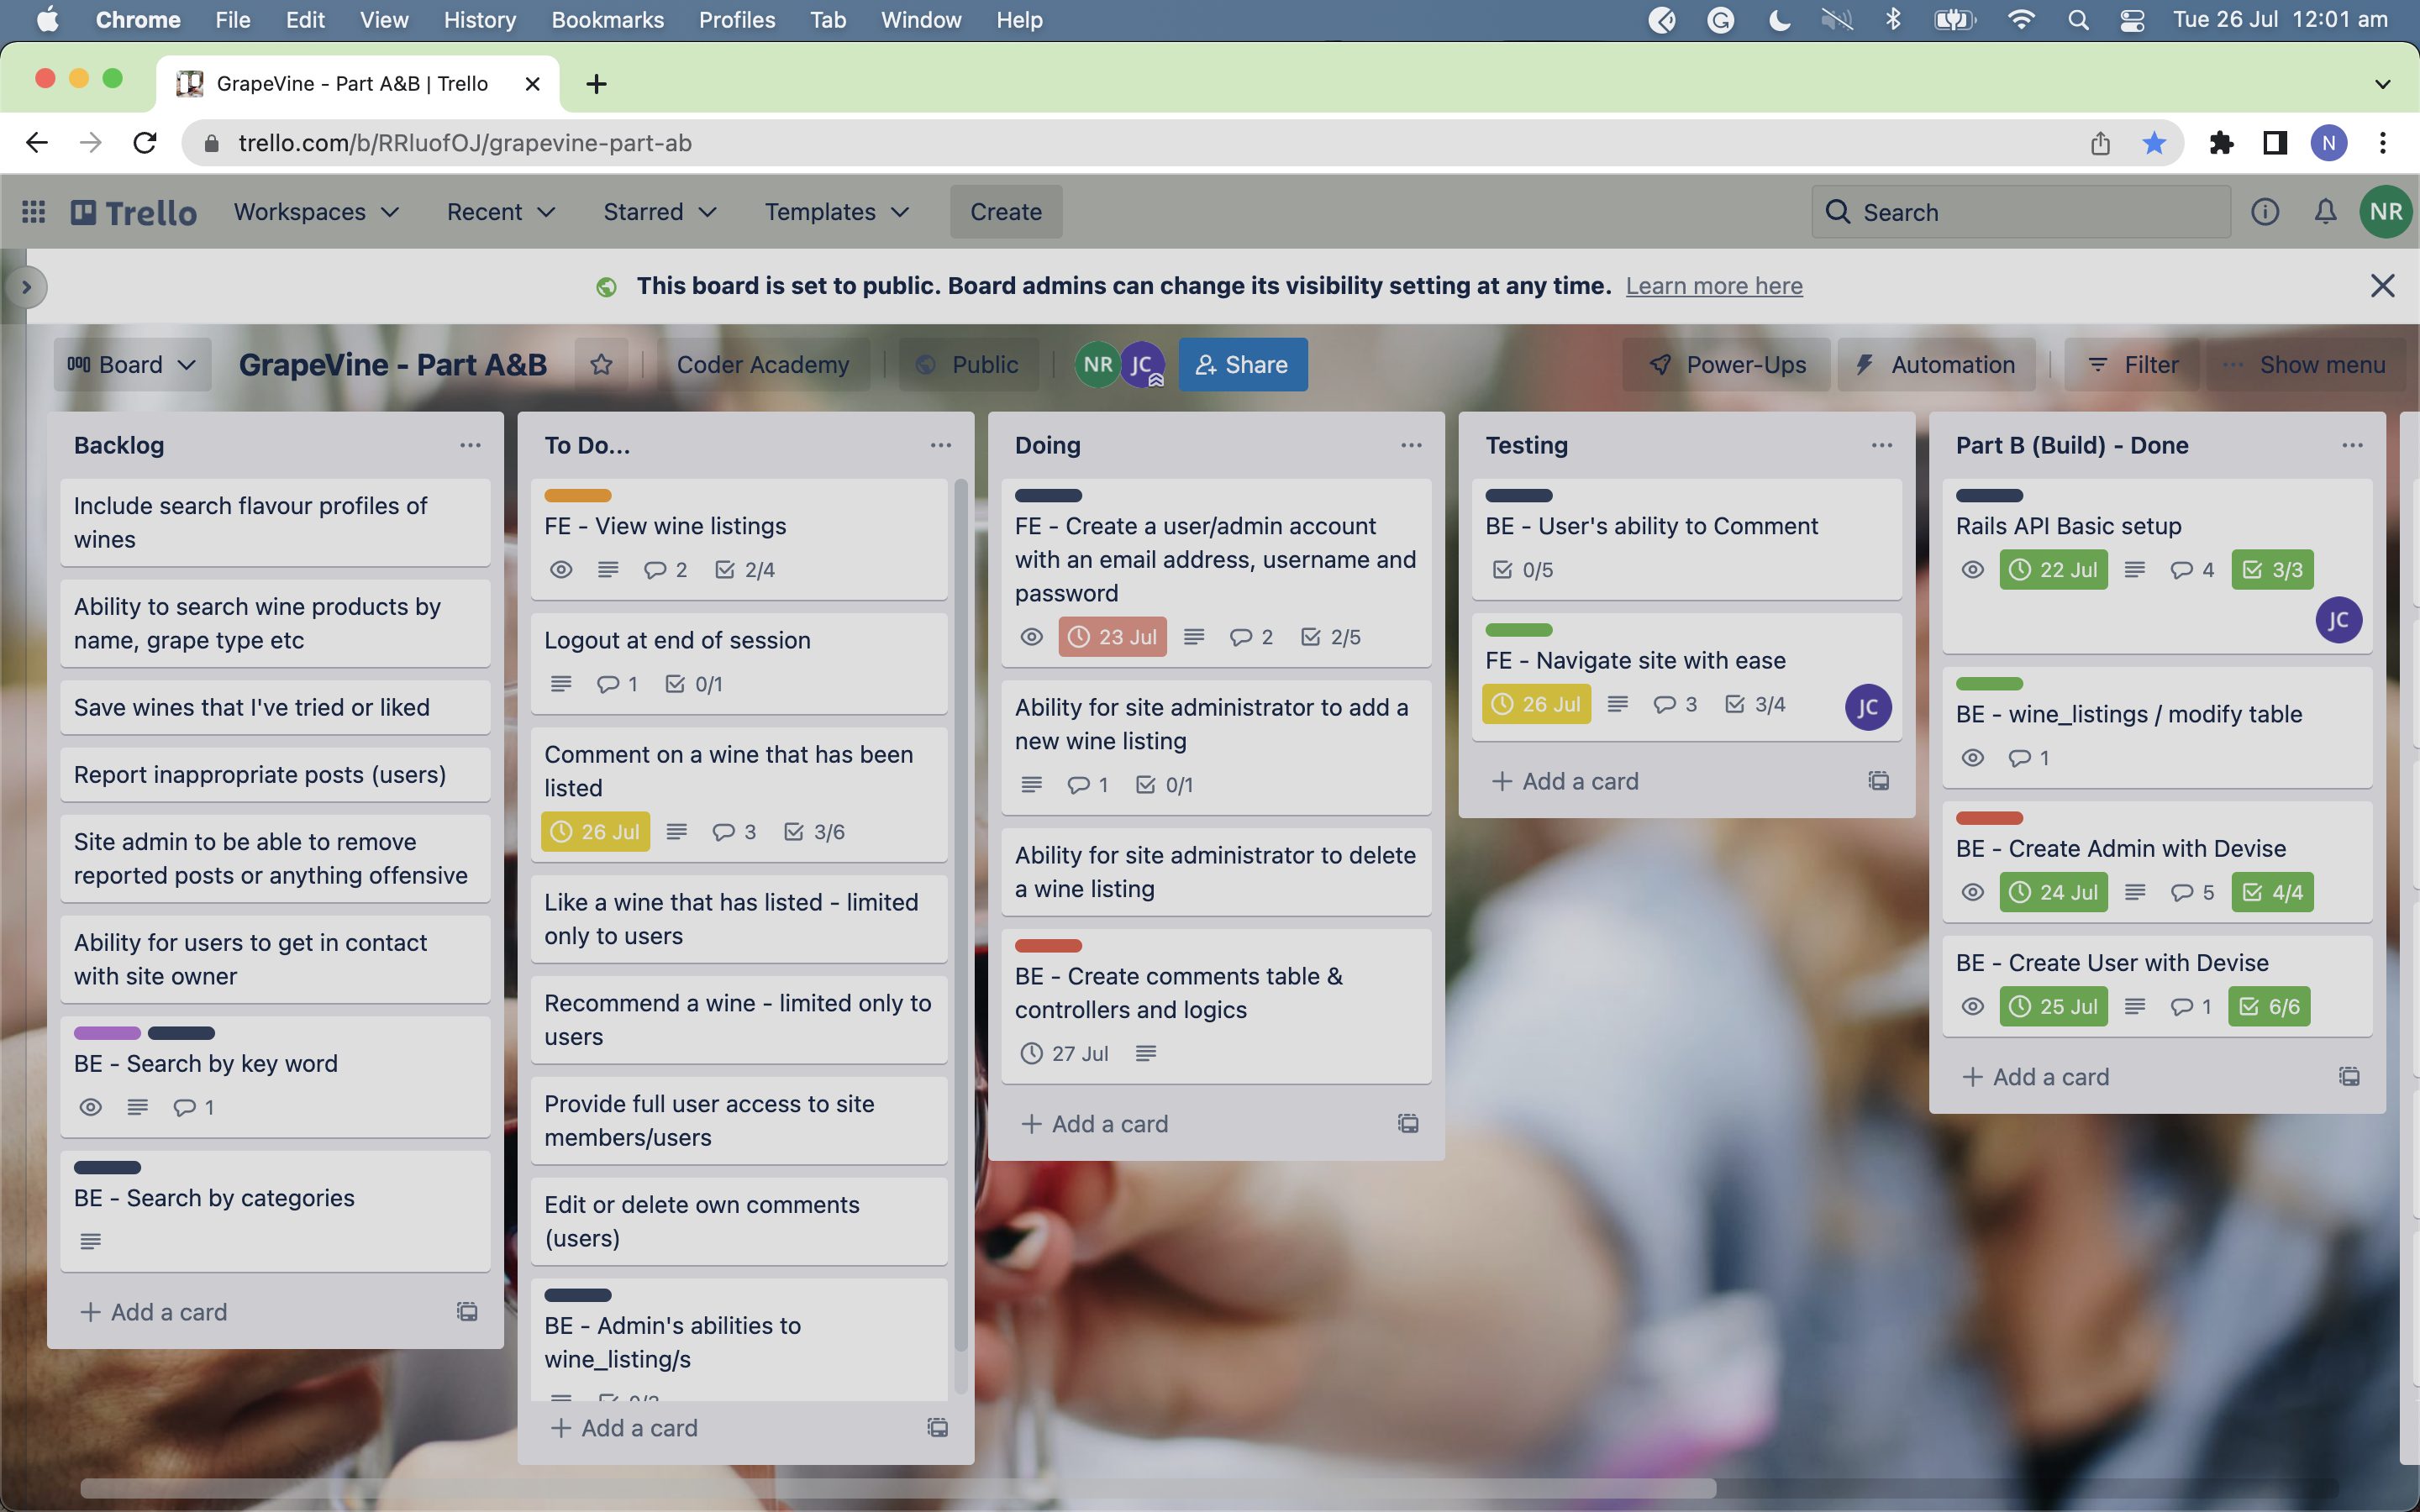 Chrome File Edit View History Bookmarks Profiles Tab Window Help Tue 26 Jul 12:01 am
GrapeVine - Part A&B | Trello
trello.com/b/RRluofOJ/grapevine-part-ab N
Trello Workspaces Recent Starred Templates Create Search NR
This board is set to public. Board admins can change its visibility setting at any time. Learn more here
Board GrapeVine - Part A&B Coder Academy Public NR JC Share Power-Ups Automation Filter Show menu
Backlog
Include search flavour profiles of
wines
Ability to search wine products by
name, grape type etc
Save wines that I've tried or liked
Report inappropriate posts (users)
Site admin to be able to remove
reported posts or anything offensive
Ability for users to get in contact
with site owner
BE - Search by key word
1
BE - Search by categories
Add a card
To Do...
FE - View wine listings
2 2/4
Logout at end of session
1 0/1
Comment on a wine that has been
listed
26 Jul 3 3/6
Like a wine that has listed - limited
only to users
Recommend a wine - limited only to
users
Provide full user access to site
members/users
Edit or delete own comments
(users)
BE - Admin's abilities to
wine_listing/s
Add a card
Doing
FE - Create a user/admin account
with an email address, username and
password
23 Jul 2 2/5
Ability for site administrator to add a
new wine listing
1 0/1
Ability for site administrator to delete
a wine listing
BE - Create comments table &
controllers and logics
27 Jul
Add a card
Testing
BE - User's ability to Comment
0/5
FE - Navigate site with ease
26 Jul 3 3/4 JC
Add a card
Part B (Build) - Done
Rails API Basic setup
22 Jul 4 3/3
JC
BE - wine_listings / modify table
1
BE - Create Admin with Devise
24 Jul 5 4/4
BE - Create User with Devise
25 Jul 1 6/6
Add a card